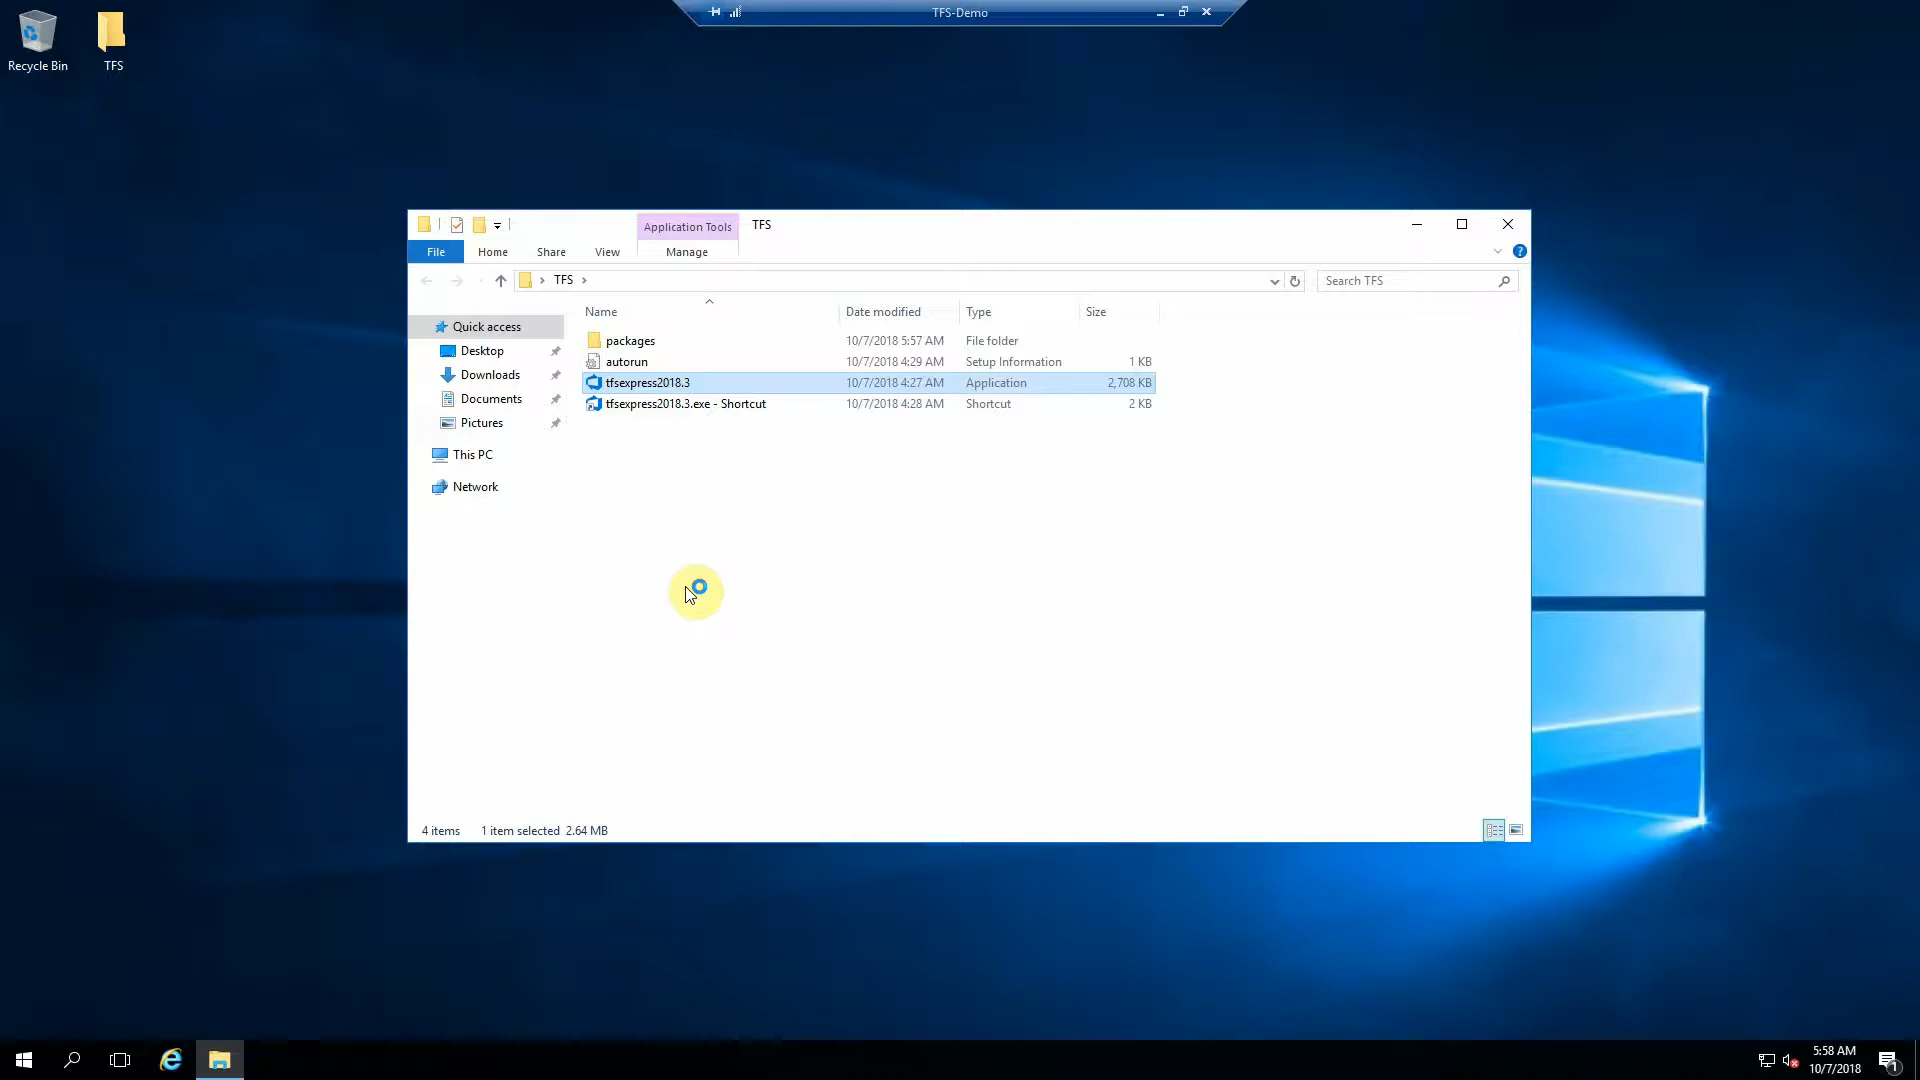 TFS-Demo
Recycle Bin
TFS
Application Tools
TFS
File
Home
Share
View
Manage
TFS
Search TFS
Name
Date modified
Type
Size
Quick access
Desktop
Downloads
Documents
Pictures
This PC
Network
packages 10/7/2018 5:57 AM File folder
autorun 10/7/2018 4:29 AM Setup Information 1 KB
tfsexpress2018.3 10/7/2018 4:27 AM Application 2,708 KB
tfsexpress2018.3.exe - Shortcut 10/7/2018 4:28 AM Shortcut 2 KB
4 items 1 item selected 2.64 MB
5:58 AM
10/7/2018
1